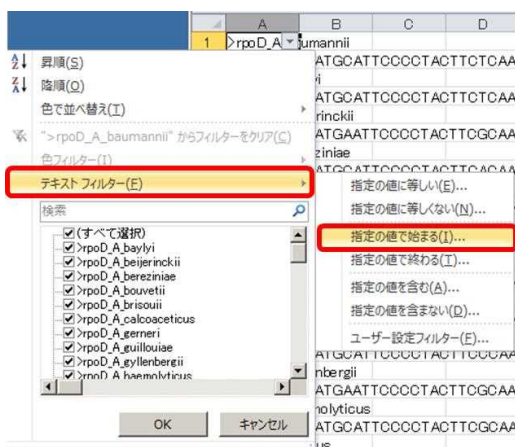 A B C D
1 >rpoD_A umannii
昇順(S)
降順(O)
色で並べ替え(T)
">rpoD_A_baumannii" からフィルターをクリア(C)
色フィルター(I)
テキスト フィルター(F)
検索
(すべて選択)
>rpoD_A_baylyi
>rpoD_A_beijerinckii
>rpoD_A_bereziniae
>rpoD_A_bouvetii
>rpoD_A_brisouii
>rpoD_A_calcoaceticus
>rpoD_A_gerneri
>rpoD_A_guillouiae
>rpoD_A_gyllenbergii
>rpoD_A_haemolyticus
OK キャンセル
ATGCATTCCCCTACTTCTCAA
yi
ATGCATTCCCCTACTTCTCAA
rinckii
ATGAATTCCCCTACTTCGCAA
ziniae
ATGCATTCCCCTACTTCACAA
指定の値に等しい(E)...
指定の値に等しくない(N)...
指定の値で始まる(I)...
指定の値で終わる(T)...
指定の値を含む(A)...
指定の値を含まない(D)...
ユーザー設定フィルター(F)...
nbergii
ATGAATTCCCCTACTTCGCAA
nolyticus
ATGCATTCCCCTACTTCGCAA